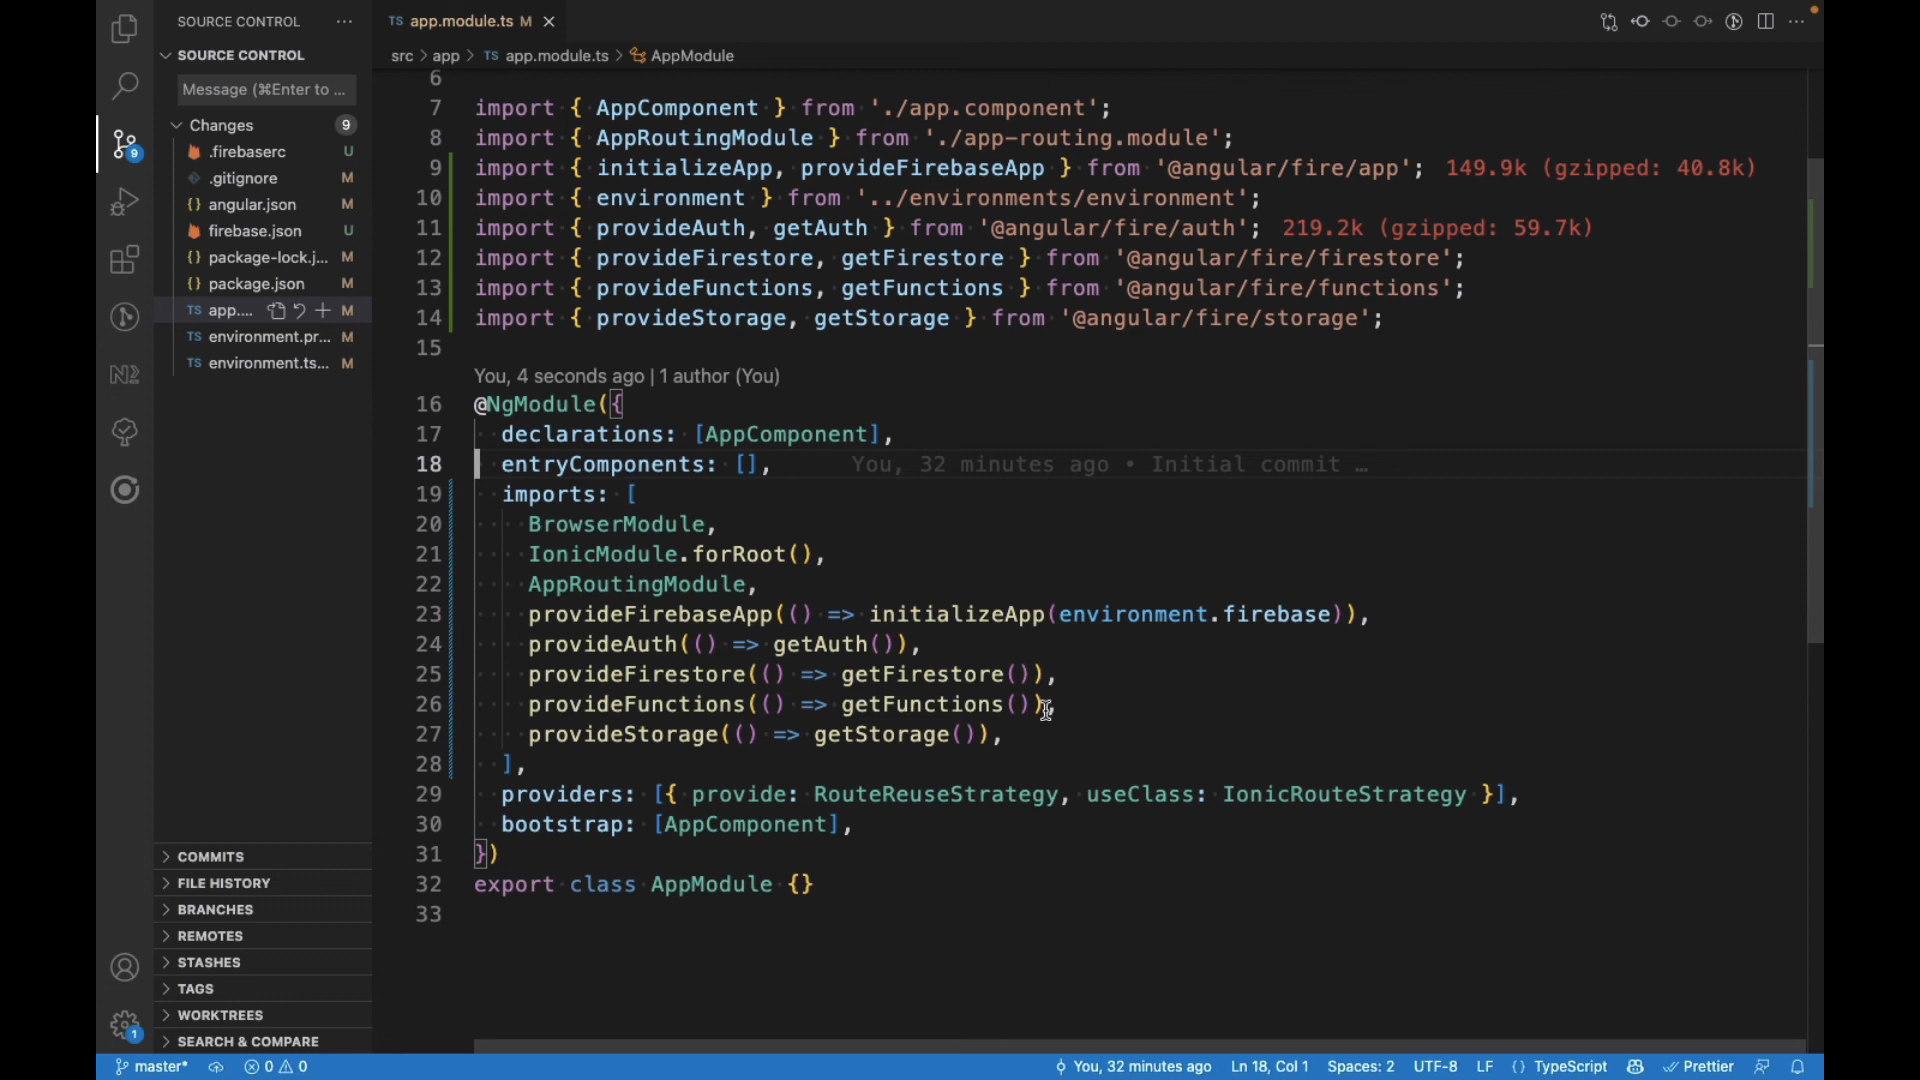 SOURCE CONTROL
SOURCE CONTROL
Message (⌘Enter to ...
Changes 9
.firebaserc U
.gitignore M
angular.json M
firebase.json U
package-lock.j... M
package.json M
TS app.... M
TS environment.pr... M
TS environment.ts... M
9
1
COMMITS
FILE HISTORY
BRANCHES
REMOTES
STASHES
TAGS
WORKTREES
SEARCH & COMPARE
TS app.module.ts M
src > app > TS app.module.ts > AppModule
6
7 import { AppComponent } from './app.component';
8 import { AppRoutingModule } from './app-routing.module';
9 import { initializeApp, provideFirebaseApp } from '@angular/fire/app'; 149.9k (gzipped: 40.8k)
10 import { environment } from '../environments/environment';
11 import { provideAuth, getAuth } from '@angular/fire/auth'; 219.2k (gzipped: 59.7k)
12 import { provideFirestore, getFirestore } from '@angular/fire/firestore';
13 import { provideFunctions, getFunctions } from '@angular/fire/functions';
14 import { provideStorage, getStorage } from '@angular/fire/storage';
15
You, 4 seconds ago | 1 author (You)
16 @NgModule({
17 declarations: [AppComponent],
18 entryComponents: [], You, 32 minutes ago • Initial commit …
19 imports: [
20 BrowserModule,
21 IonicModule.forRoot(),
22 AppRoutingModule,
23 provideFirebaseApp(() => initializeApp(environment.firebase)),
24 provideAuth(() => getAuth()),
25 provideFirestore(() => getFirestore()),
26 provideFunctions(() => getFunctions()),
27 provideStorage(() => getStorage()),
28 ],
29 providers: [{ provide: RouteReuseStrategy, useClass: IonicRouteStrategy }],
30 bootstrap: [AppComponent],
31 })
32 export class AppModule {}
33
master* 0 0 You, 32 minutes ago Ln 18, Col 1 Spaces: 2 UTF-8 LF {} TypeScript Prettier